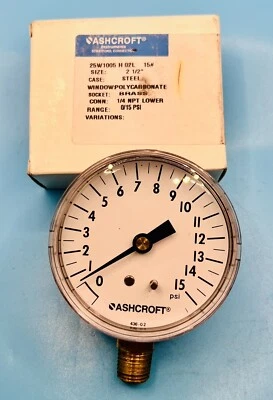 ASHCROFT®
25W1005 H 02L 15#
SIZE: 2 1/2"
CASE: STEEL
WINDOW:POLYCARBONATE
SOCKET: BRASS
CONN: 1/4 NPT LOWER
RANGE: 0/15 PSI
VARIATIONS:
0 1 2 3 4 5 6 7 8 9 10 11 12 13 14 15
psi
ASHCROFT®